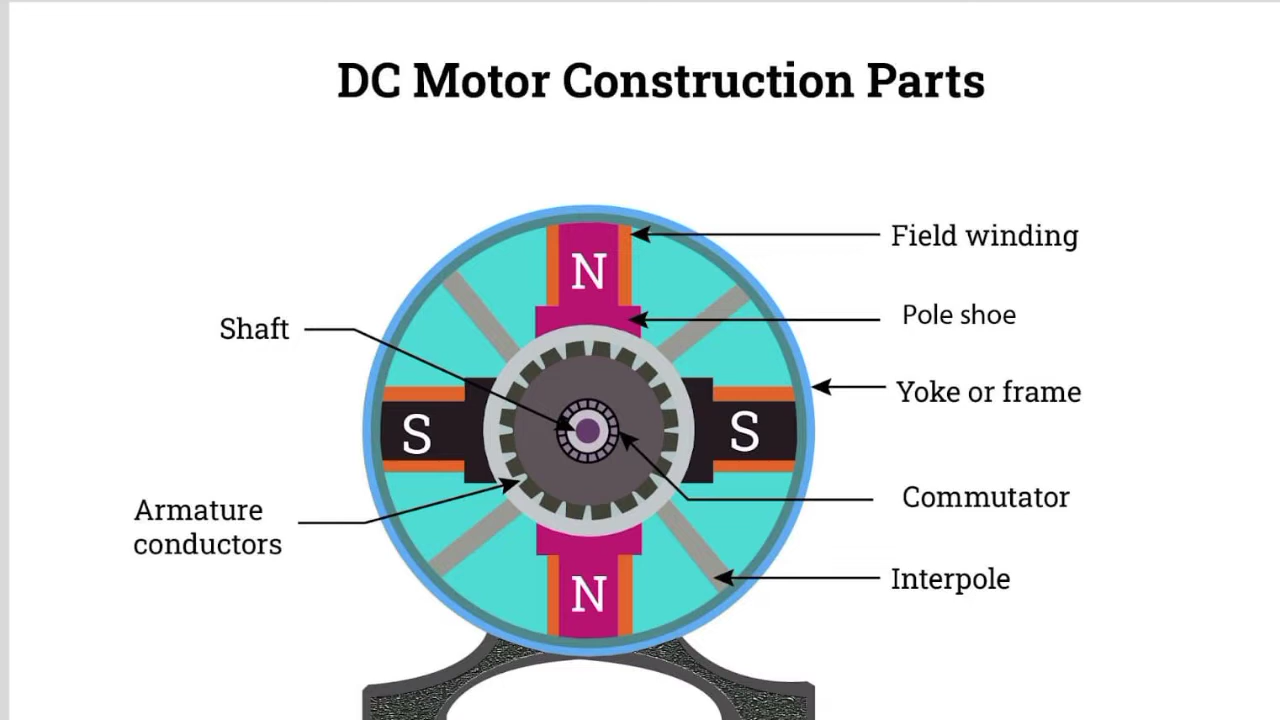 DC Motor Construction Parts
Field winding
N
Pole shoe
Shaft
Yoke or frame
S
S
Commutator
Armature
conductors
Interpole
N